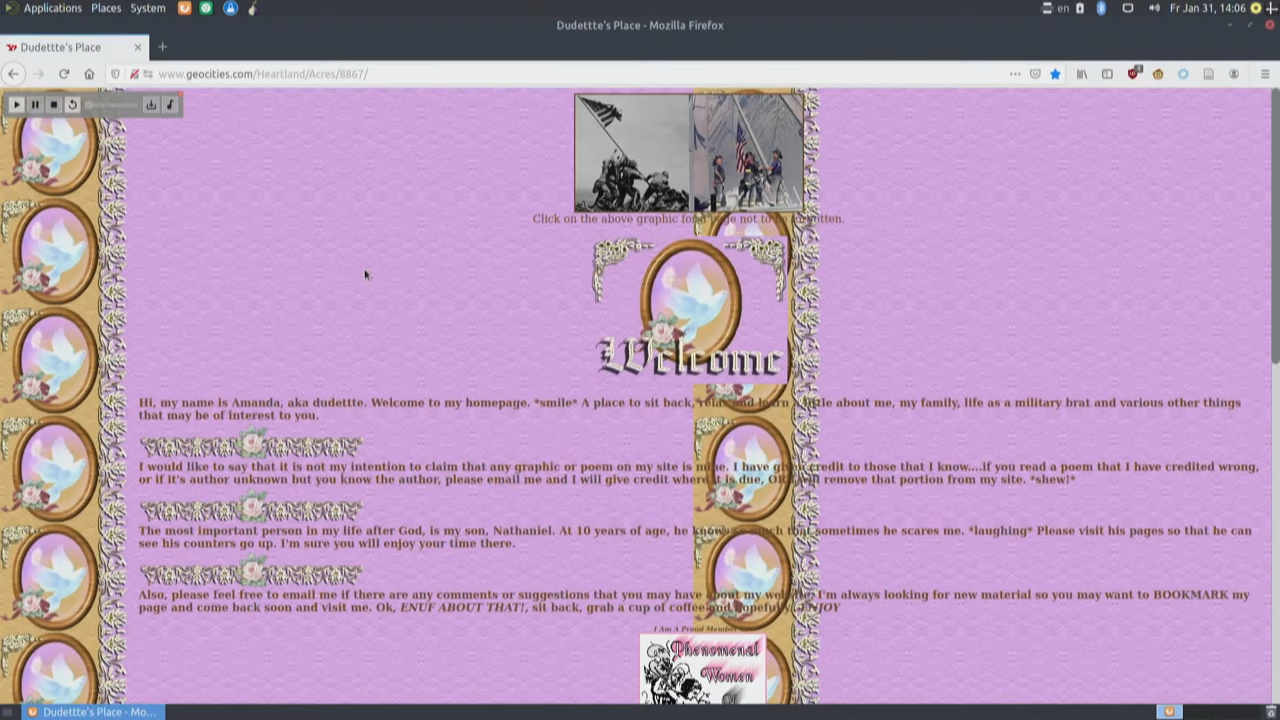 Applications Places System
en
Fr Jan 31, 14:06
Dudettte's Place - Mozilla Firefox
Dudettte's Place
www.geocities.com/Heartland/Acres/8867/
Click on the above graphic for a page not to be forgotten.
Welcome
Hi, my name is Amanda, aka dudettte. Welcome to my homepage. *smile* A place to sit back, relax and learn a little about me, my family, life as a military brat and various other things
that may be of interest to you.
I would like to say that it is not my intention to claim that any graphic or poem on my site is mine. I have given credit to those that I know....if you read a poem that I have credited wrong,
or if it's author unknown but you know the author, please email me and I will give credit where it is due, OR will remove that portion from my site. *shew!*
The most important person in my life after God, is my son, Nathaniel. At 10 years of age, he knows so much that sometimes he scares me. *laughing* Please visit his pages so that he can
see his counters go up. I'm sure you will enjoy your time there.
Also, please feel free to email me if there are any comments or suggestions that you may have about my website. I'm always looking for new material so you may want to BOOKMARK my
page and come back soon and visit me. Ok, ENUF ABOUT THAT!, sit back, grab a cup of coffee and hopefully, ENJOY
I Am A Proud Member
Phenomenal
Women
Dudettte's Place - Mo...